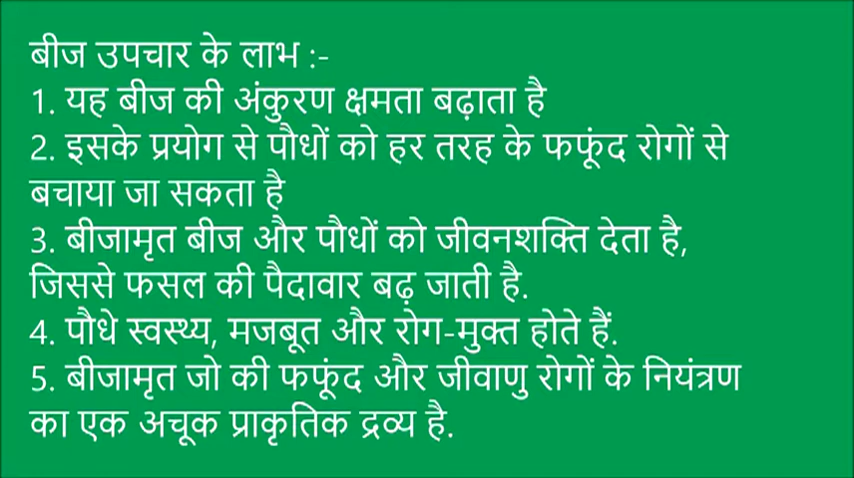 बीज उपचार के लाभ :-
1. यह बीज की अंकुरण क्षमता बढ़ाता है
2. इसके प्रयोग से पौधों को हर तरह के फफूंद रोगों से
बचाया जा सकता है
3. बीजामृत बीज और पौधों को जीवनशक्ति देता है,
जिससे फसल की पैदावार बढ़ जाती है.
4. पौधे स्वस्थ्य, मजबूत और रोग-मुक्त होते हैं.
5. बीजामृत जो की फफूंद और जीवाणु रोगों के नियंत्रण
का एक अचूक प्राकृतिक द्रव्य है.